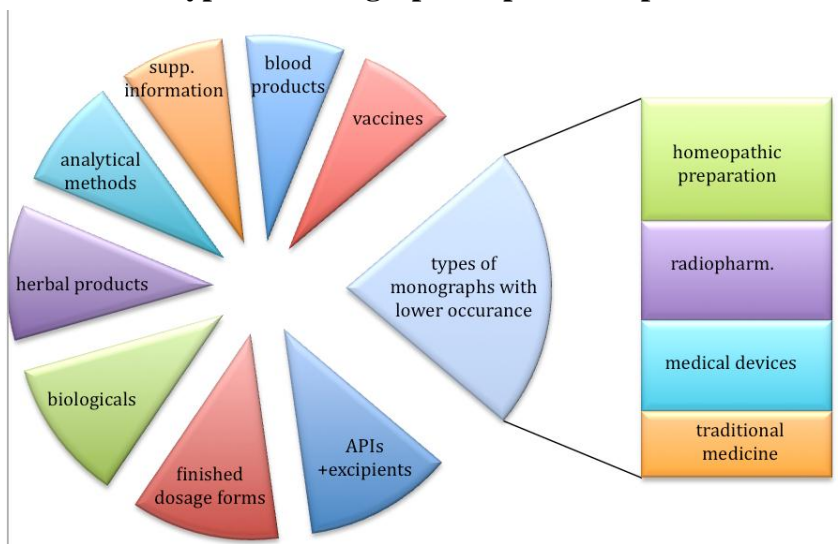 supp.
information
blood
products
vaccines
analytical
methods
herbal products
biologicals
finished
dosage forms
APIs
+excipients
types of
monographs with
lower occurance
homeopathic
preparation
radiopharm.
medical devices
traditional
medicine